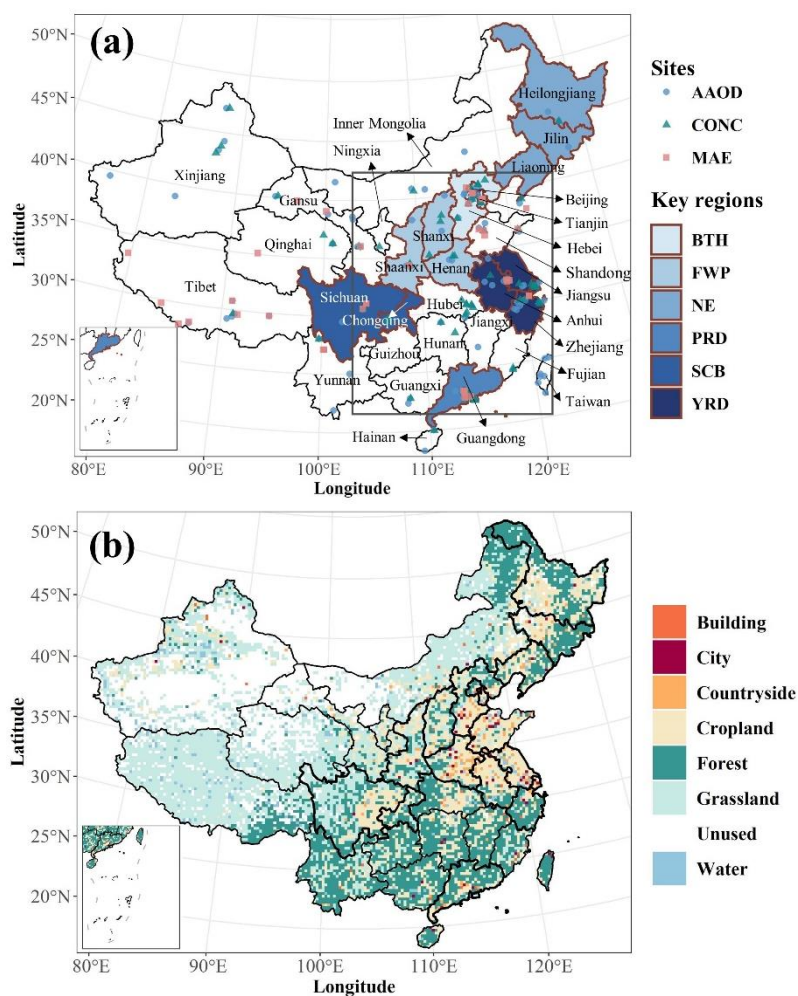 (a)
50°N
45°N
40°N
35°N
30°N
25°N
20°N
Latitude
80°E
90°E
100°E
110°E
120°E
Longitude
Heilongjiang
Jilin
Liaoning
Inner Mongolia
Ningxia
Xinjiang
Gansu
Qinghai
Tibet
Shanxi
Shaanxi
Henan
Sichuan
Chongqing
Hubei
Hunan
Jiangxi
Guizhou
Yunnan
Guangxi
Hainan
Guangdong
Beijing
Tianjin
Hebei
Shandong
Jiangsu
Anhui
Zhejiang
Fujian
Taiwan
Sites
AAOD
CONC
MAE
Key regions
BTH
FWP
NE
PRD
SCB
YRD
(b)
50°N
45°N
40°N
35°N
30°N
25°N
20°N
Latitude
80°E
90°E
100°E
110°E
120°E
Longitude
Building
City
Countryside
Cropland
Forest
Grassland
Unused
Water